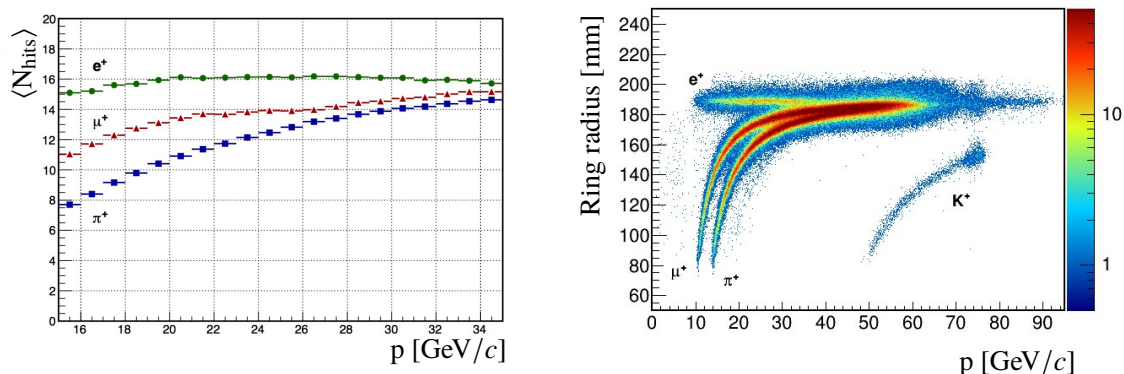 ⟨N_hits⟩
20
18
16
14
12
10
8
6
4
2
0
e⁺
μ⁺
π⁺
16 18 20 22 24 26 28 30 32 34
p [GeV/c]
Ring radius [mm]
240
220
200
180
160
140
120
100
80
60
e⁺
K⁺
μ⁺
π⁺
0 10 20 30 40 50 60 70 80 90
p [GeV/c]
10
1